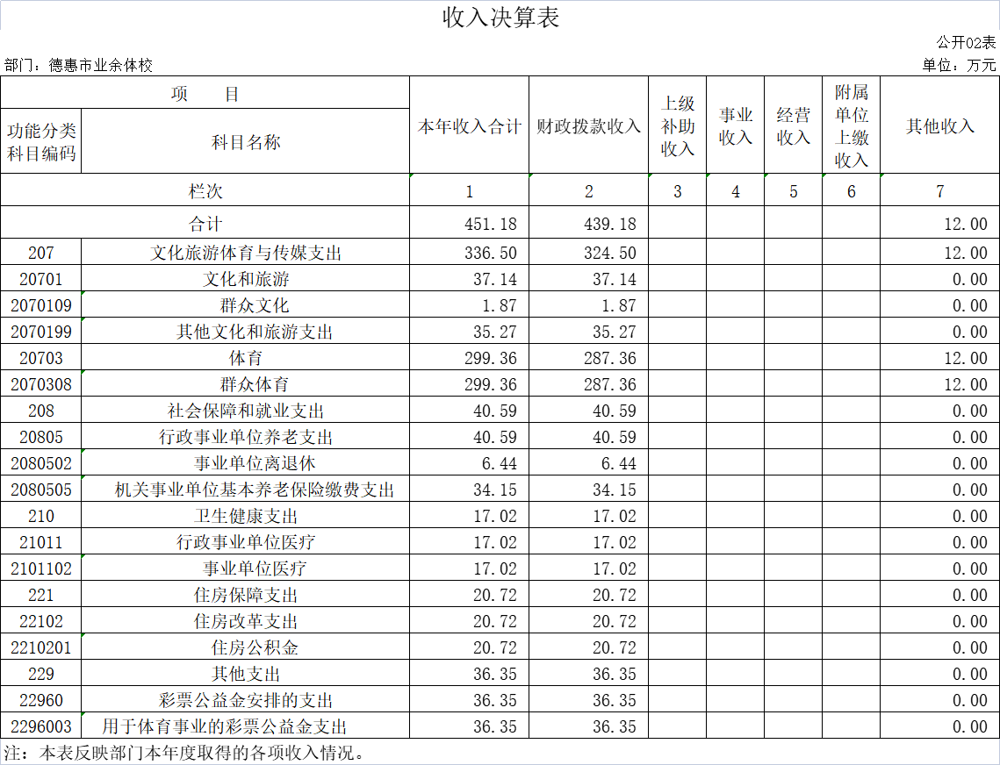 收入决算表
公开02表
部门：德惠市业余体校 单位：万元
项 目 本年收入合计 财政拨款收入 上级补助收入 事业收入 经营收入 附属单位上缴收入 其他收入
功能分类科目编码 科目名称
栏次 1 2 3 4 5 6 7
合计 451.18 439.18 12.00
207 文化旅游体育与传媒支出 336.50 324.50 12.00
20701 文化和旅游 37.14 37.14 0.00
2070109 群众文化 1.87 1.87 0.00
2070199 其他文化和旅游支出 35.27 35.27 0.00
20703 体育 299.36 287.36 12.00
2070308 群众体育 299.36 287.36 12.00
208 社会保障和就业支出 40.59 40.59 0.00
20805 行政事业单位养老支出 40.59 40.59 0.00
2080502 事业单位离退休 6.44 6.44 0.00
2080505 机关事业单位基本养老保险缴费支出 34.15 34.15 0.00
210 卫生健康支出 17.02 17.02 0.00
21011 行政事业单位医疗 17.02 17.02 0.00
2101102 事业单位医疗 17.02 17.02 0.00
221 住房保障支出 20.72 20.72 0.00
22102 住房改革支出 20.72 20.72 0.00
2210201 住房公积金 20.72 20.72 0.00
229 其他支出 36.35 36.35 0.00
22960 彩票公益金安排的支出 36.35 36.35 0.00
2296003 用于体育事业的彩票公益金支出 36.35 36.35 0.00
注：本表反映部门本年度取得的各项收入情况。